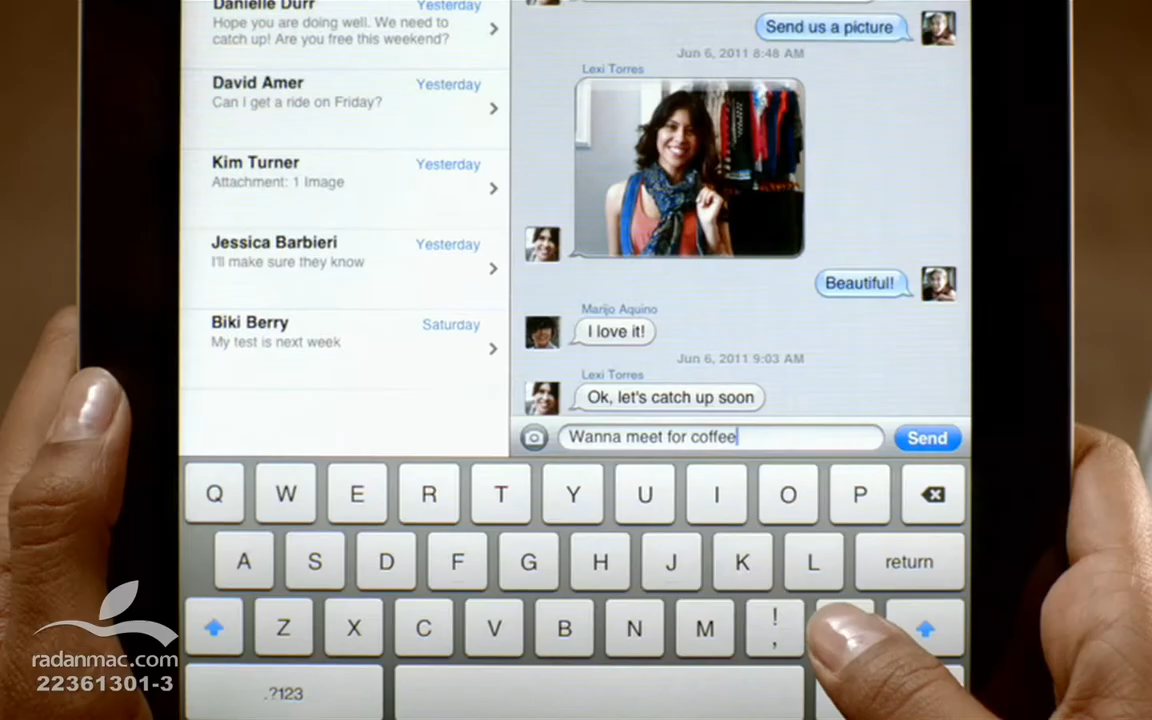 Danielle Durr
Yesterday
Hope you are doing well. We need to
catch up! Are you free this weekend?
David Amer
Yesterday
Can I get a ride on Friday?
Kim Turner
Yesterday
Attachment: 1 Image
Jessica Barbieri
Yesterday
I'll make sure they know
Biki Berry
Saturday
My test is next week
Send us a picture
Jun 6, 2011 8:48 AM
Lexi Torres
Beautiful!
Marijo Aquino
I love it!
Jun 6, 2011 9:03 AM
Lexi Torres
Ok, let's catch up soon
Wanna meet for coffee
Send
Q W E R T Y U I O P
A S D F G H J K L return
Z X C V B N M ! ,
.?123
radanmac.com
22361301-3